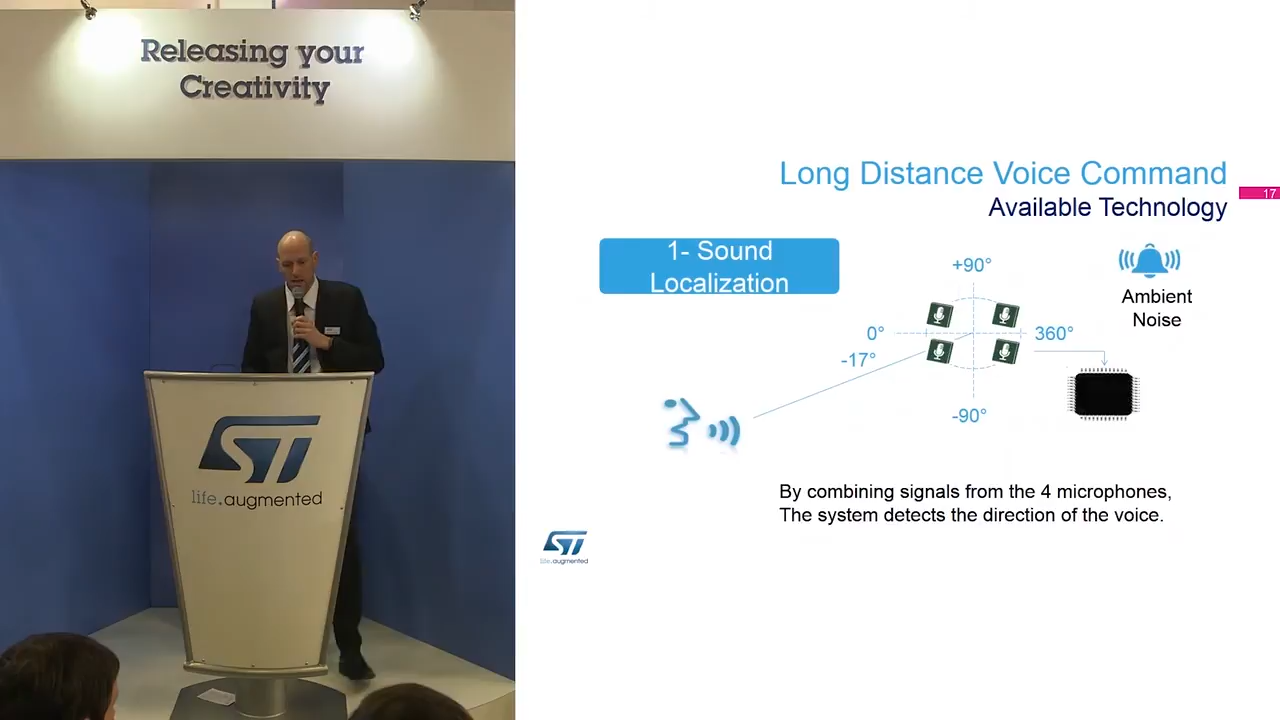 Releasing your
Creativity
ST
life.augmented
Long Distance Voice Command
Available Technology
17
1- Sound
Localization
+90°
0°
360°
-17°
-90°
Ambient
Noise
By combining signals from the 4 microphones,
The system detects the direction of the voice.
ST
life.augmented